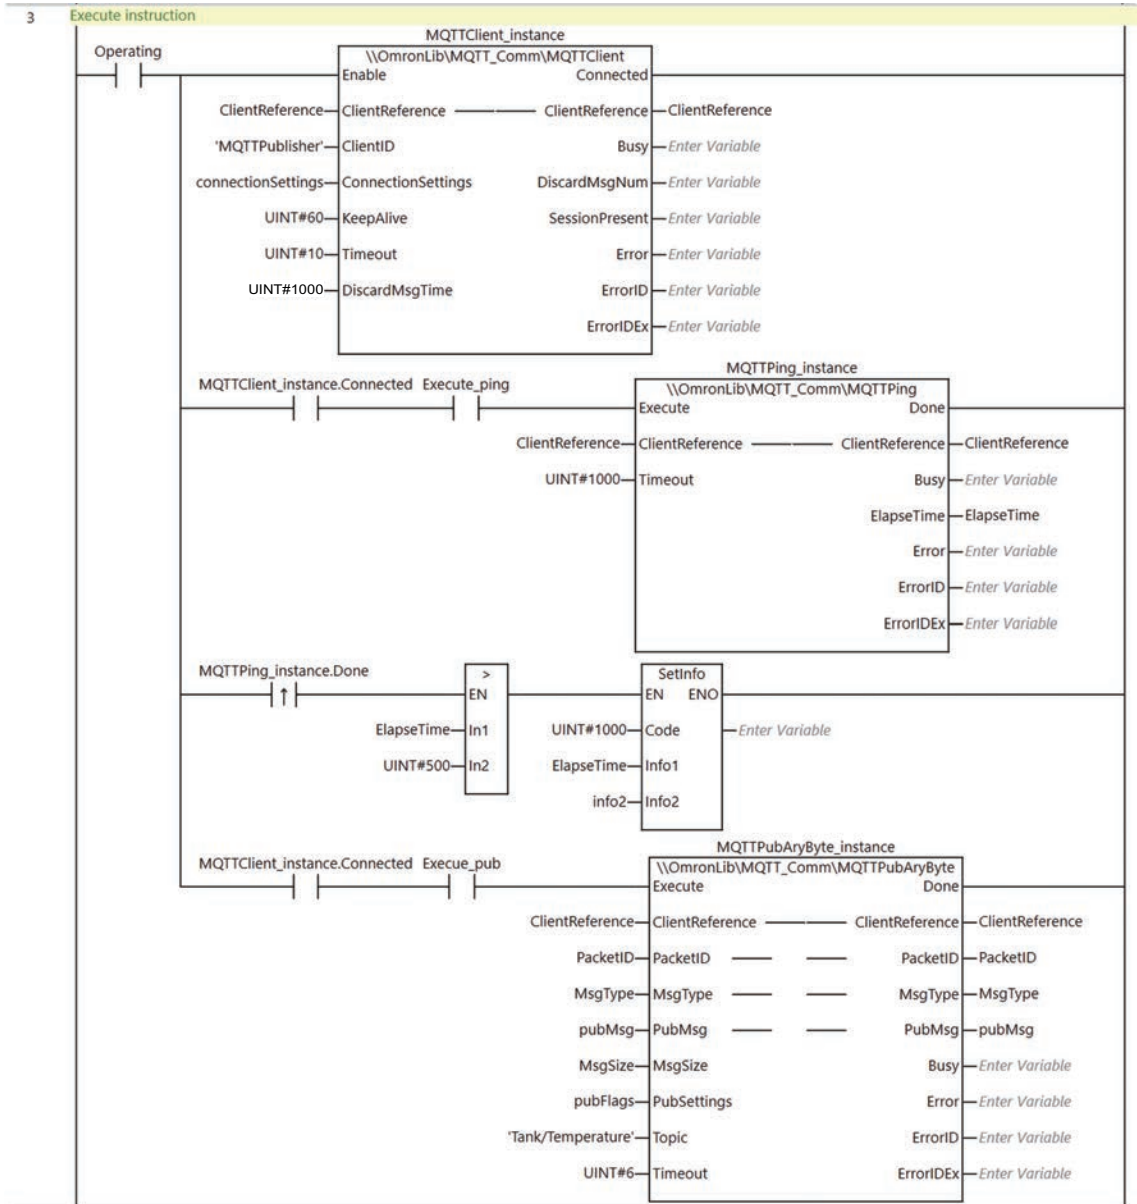 3 Execute instruction
MQTTClient_instance
Operating
\\OmronLib\MQTT_Comm\MQTTClient
Enable Connected
ClientReference ClientReference ClientReference ClientReference
'MQTTPublisher' ClientID Busy Enter Variable
connectionSettings ConnectionSettings DiscardMsgNum Enter Variable
UINT#60 KeepAlive SessionPresent Enter Variable
UINT#10 Timeout Error Enter Variable
UINT#1000 DiscardMsgTime ErrorID Enter Variable
ErrorIDEx Enter Variable
MQTTPing_instance
MQTTClient_instance.Connected Execute_ping \\OmronLib\MQTT_Comm\MQTTPing
Execute Done
ClientReference ClientReference ClientReference ClientReference
UINT#1000 Timeout Busy Enter Variable
ElapseTime ElapseTime
Error Enter Variable
ErrorID Enter Variable
ErrorIDEx Enter Variable
MQTTPing_instance.Done > SetInfo
↑ EN EN ENO
ElapseTime In1 UINT#1000 Code Enter Variable
UINT#500 In2 ElapseTime Info1
info2 Info2
MQTTPubAryByte_instance
MQTTClient_instance.Connected Execue_pub \\OmronLib\MQTT_Comm\MQTTPubAryByte
Execute Done
ClientReference ClientReference ClientReference ClientReference
PacketID PacketID PacketID PacketID
MsgType MsgType MsgType MsgType
pubMsg PubMsg PubMsg pubMsg
MsgSize MsgSize Busy Enter Variable
pubFlags PubSettings Error Enter Variable
'Tank/Temperature' Topic ErrorID Enter Variable
UINT#6 Timeout ErrorIDEx Enter Variable